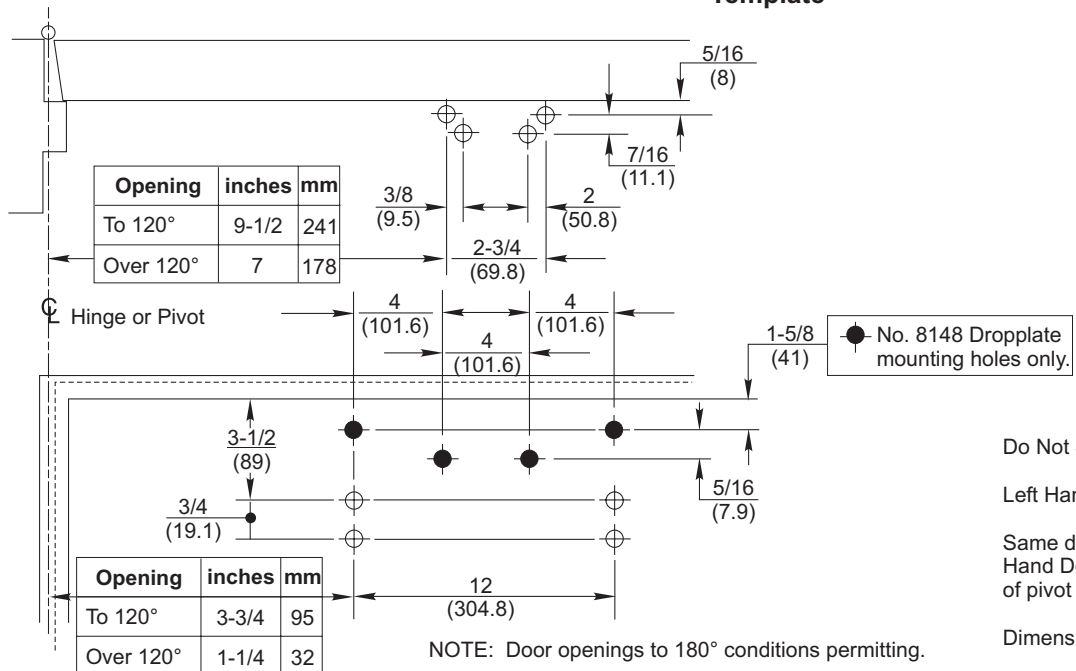 Template
5/16
(8)
7/16
(11.1)
3/8
(9.5)
2
(50.8)
2-3/4
(69.8)
Opening inches mm
To 120° 9-1/2 241
Over 120° 7 178
℄ Hinge or Pivot
4
(101.6)
4
(101.6)
4
(101.6)
1-5/8
(41)
No. 8148 Dropplate
mounting holes only.
3-1/2
(89)
3/4
(19.1)
5/16
(7.9)
Do Not
Left Har
Same d
Hand D
of pivot
Dimens
Opening inches mm
To 120° 3-3/4 95
Over 120° 1-1/4 32
12
(304.8)
NOTE: Door openings to 180° conditions permitting.